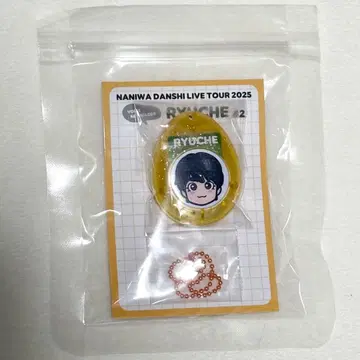 NANIWA DANSHI LIVE TOUR 2025
RYUCHE #2
RYUCHE